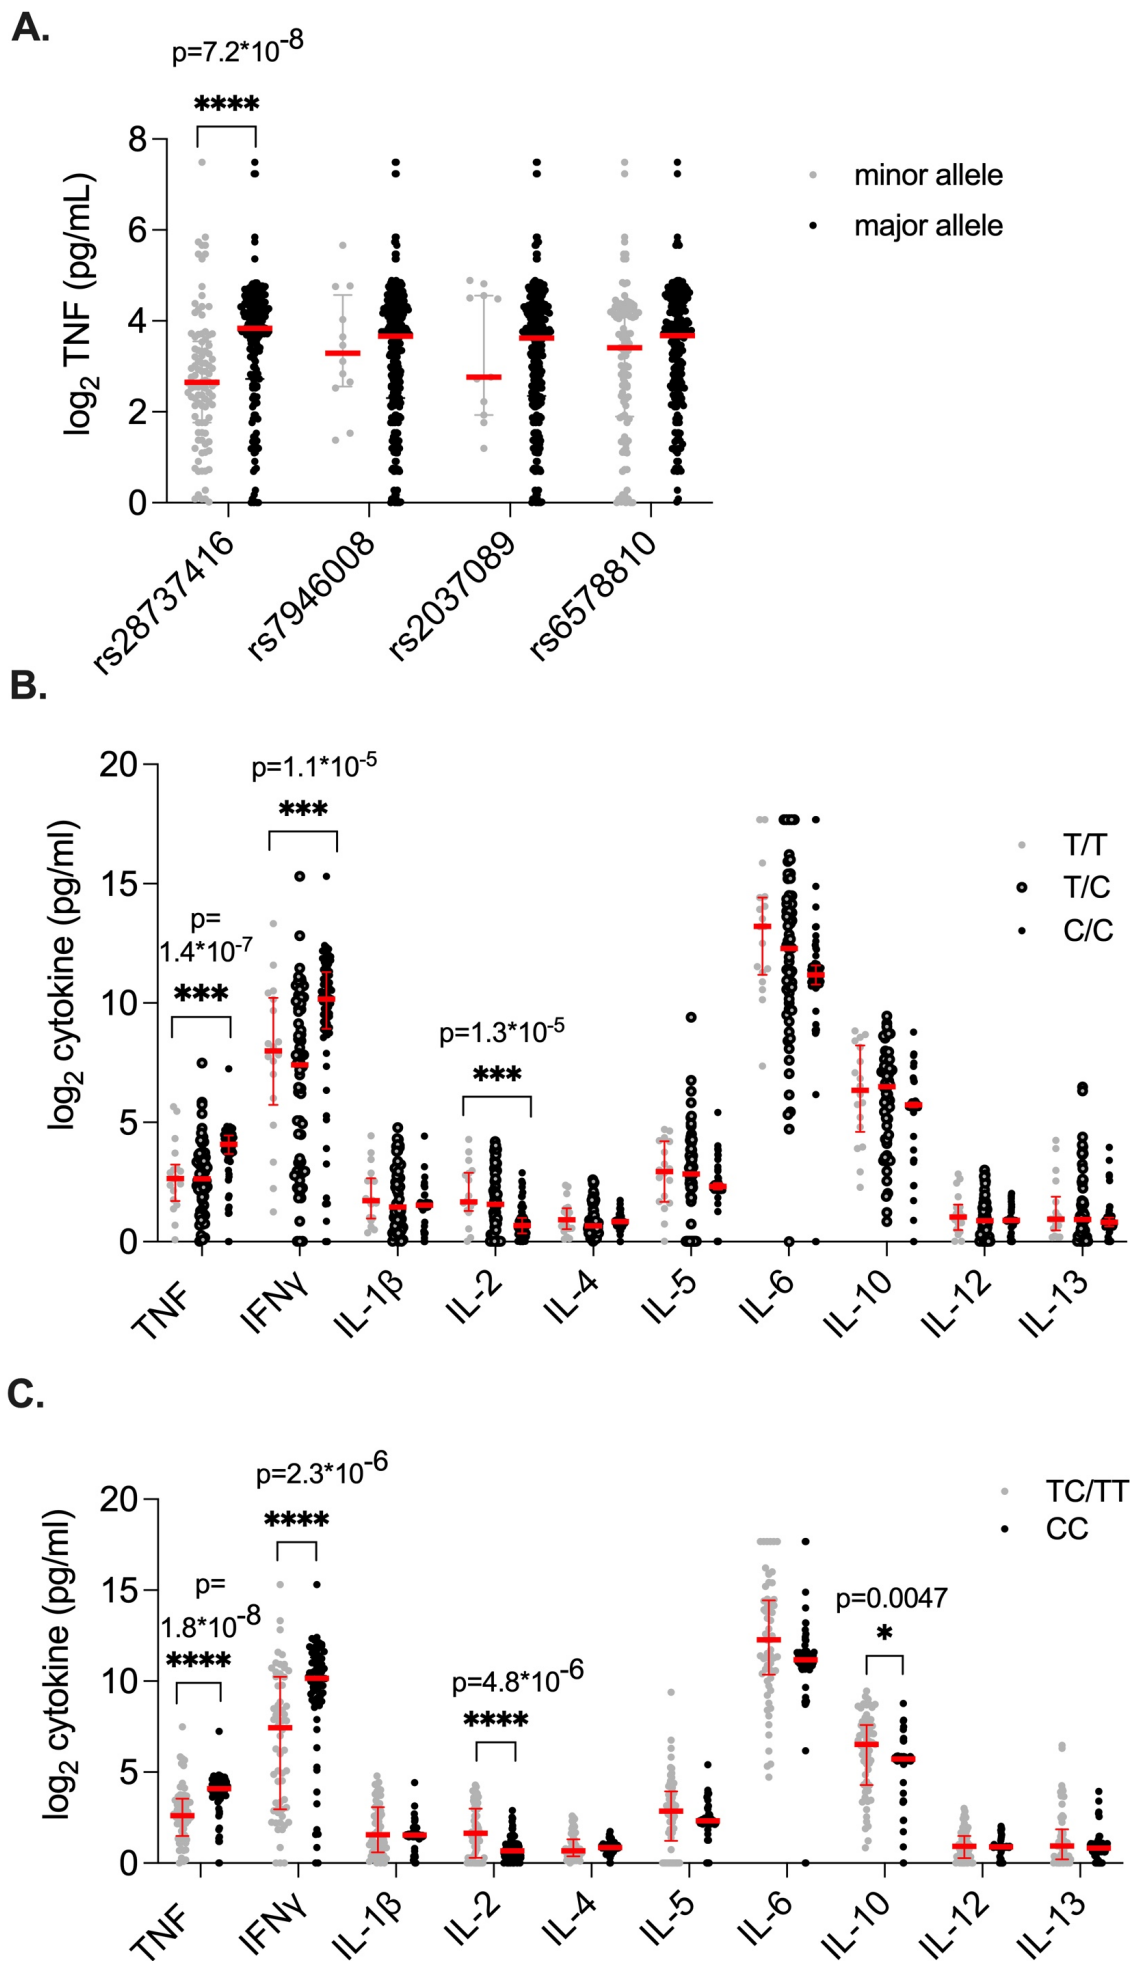 A.
p=7.2*10-8
****
8
6
4
2
0
log2 TNF (pg/mL)
minor allele
major allele
rs28737416
rs7946008
rs2037089
rs6578810
B.
20
15
10
5
0
log2 cytokine (pg/ml)
p=
1.4*10-7
***
p=1.1*10-5
***
p=1.3*10-5
***
T/T
T/C
C/C
TNF
IFNγ
IL-1β
IL-2
IL-4
IL-5
IL-6
IL-10
IL-12
IL-13
C.
20
15
10
5
0
log2 cytokine (pg/ml)
p=
1.8*10-8
****
p=2.3*10-6
****
p=4.8*10-6
****
p=0.0047
*
TC/TT
CC
TNF
IFNγ
IL-1β
IL-2
IL-4
IL-5
IL-6
IL-10
IL-12
IL-13